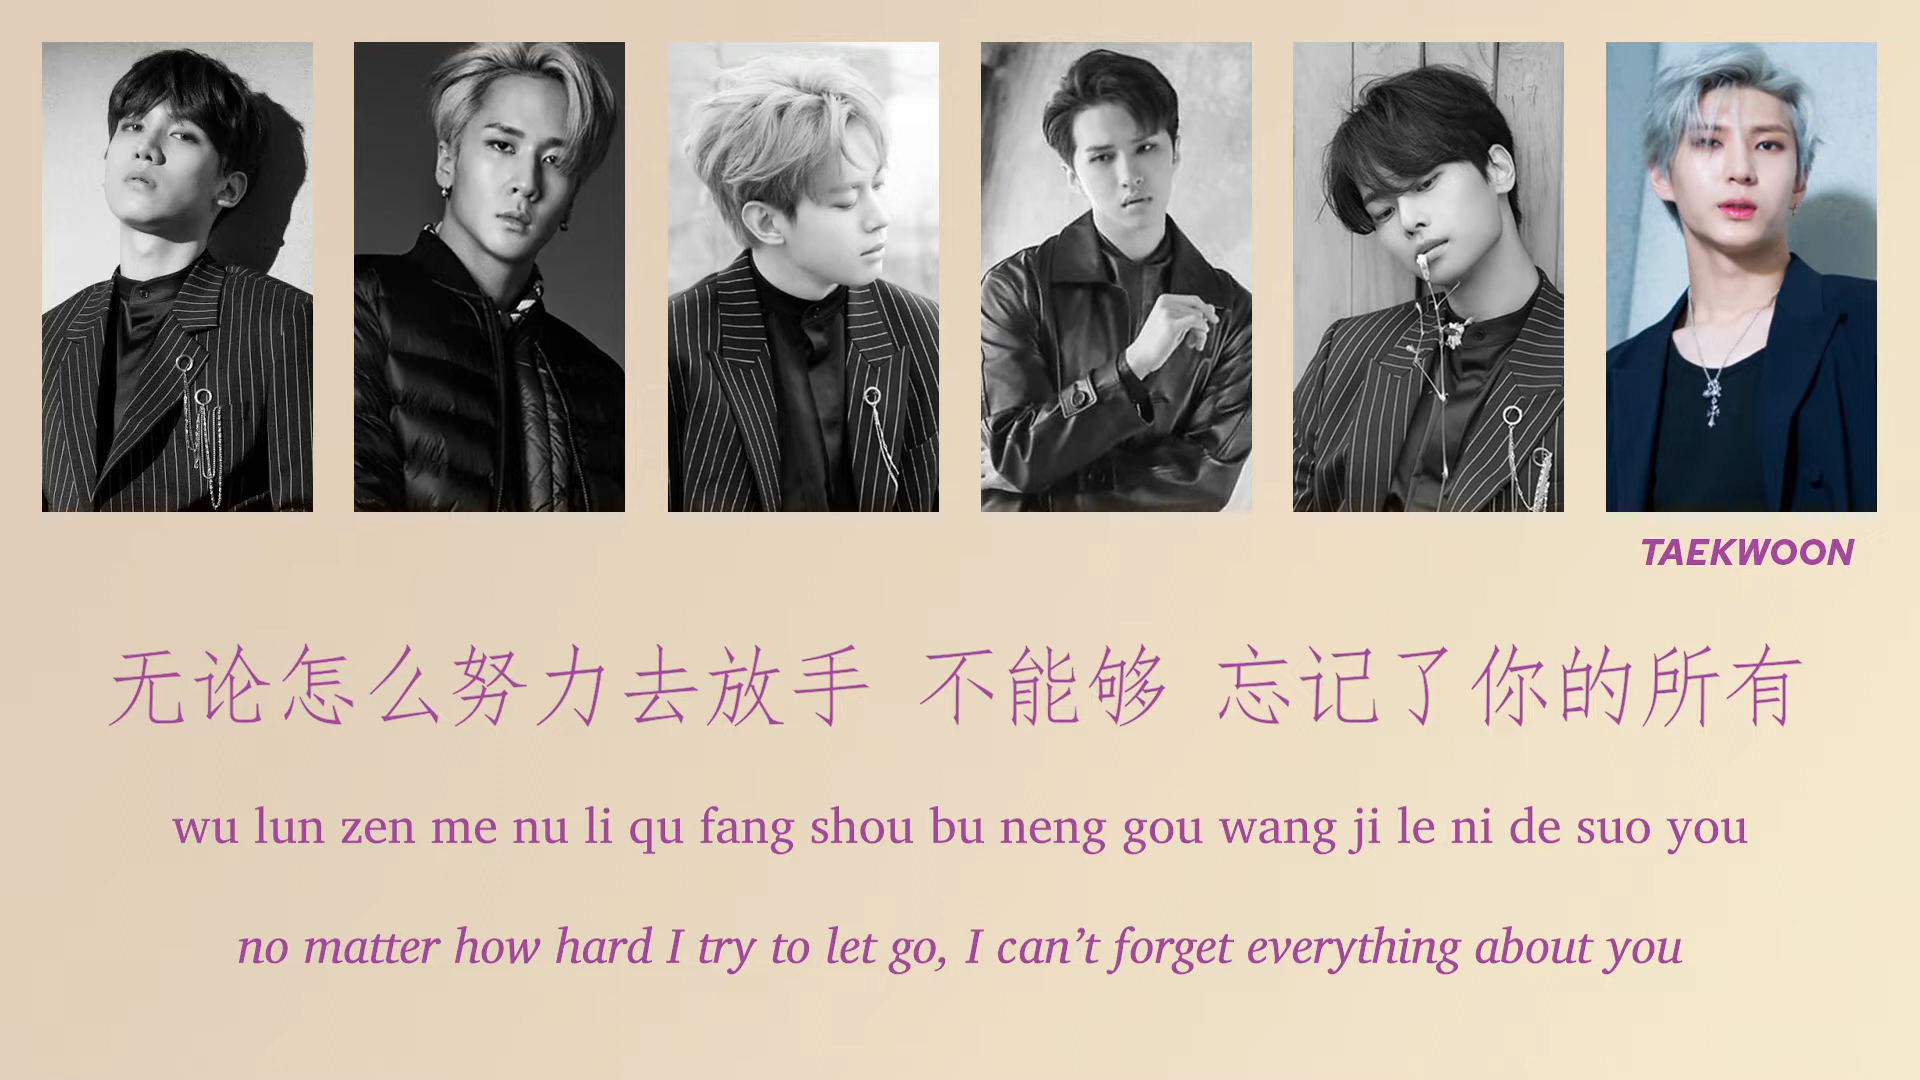 TAEKWOON
无论怎么努力去放手 不能够 忘记了你的所有
wu lun zen me nu li qu fang shou bu neng gou wang ji le ni de suo you
no matter how hard I try to let go, I can’t forget everything about you